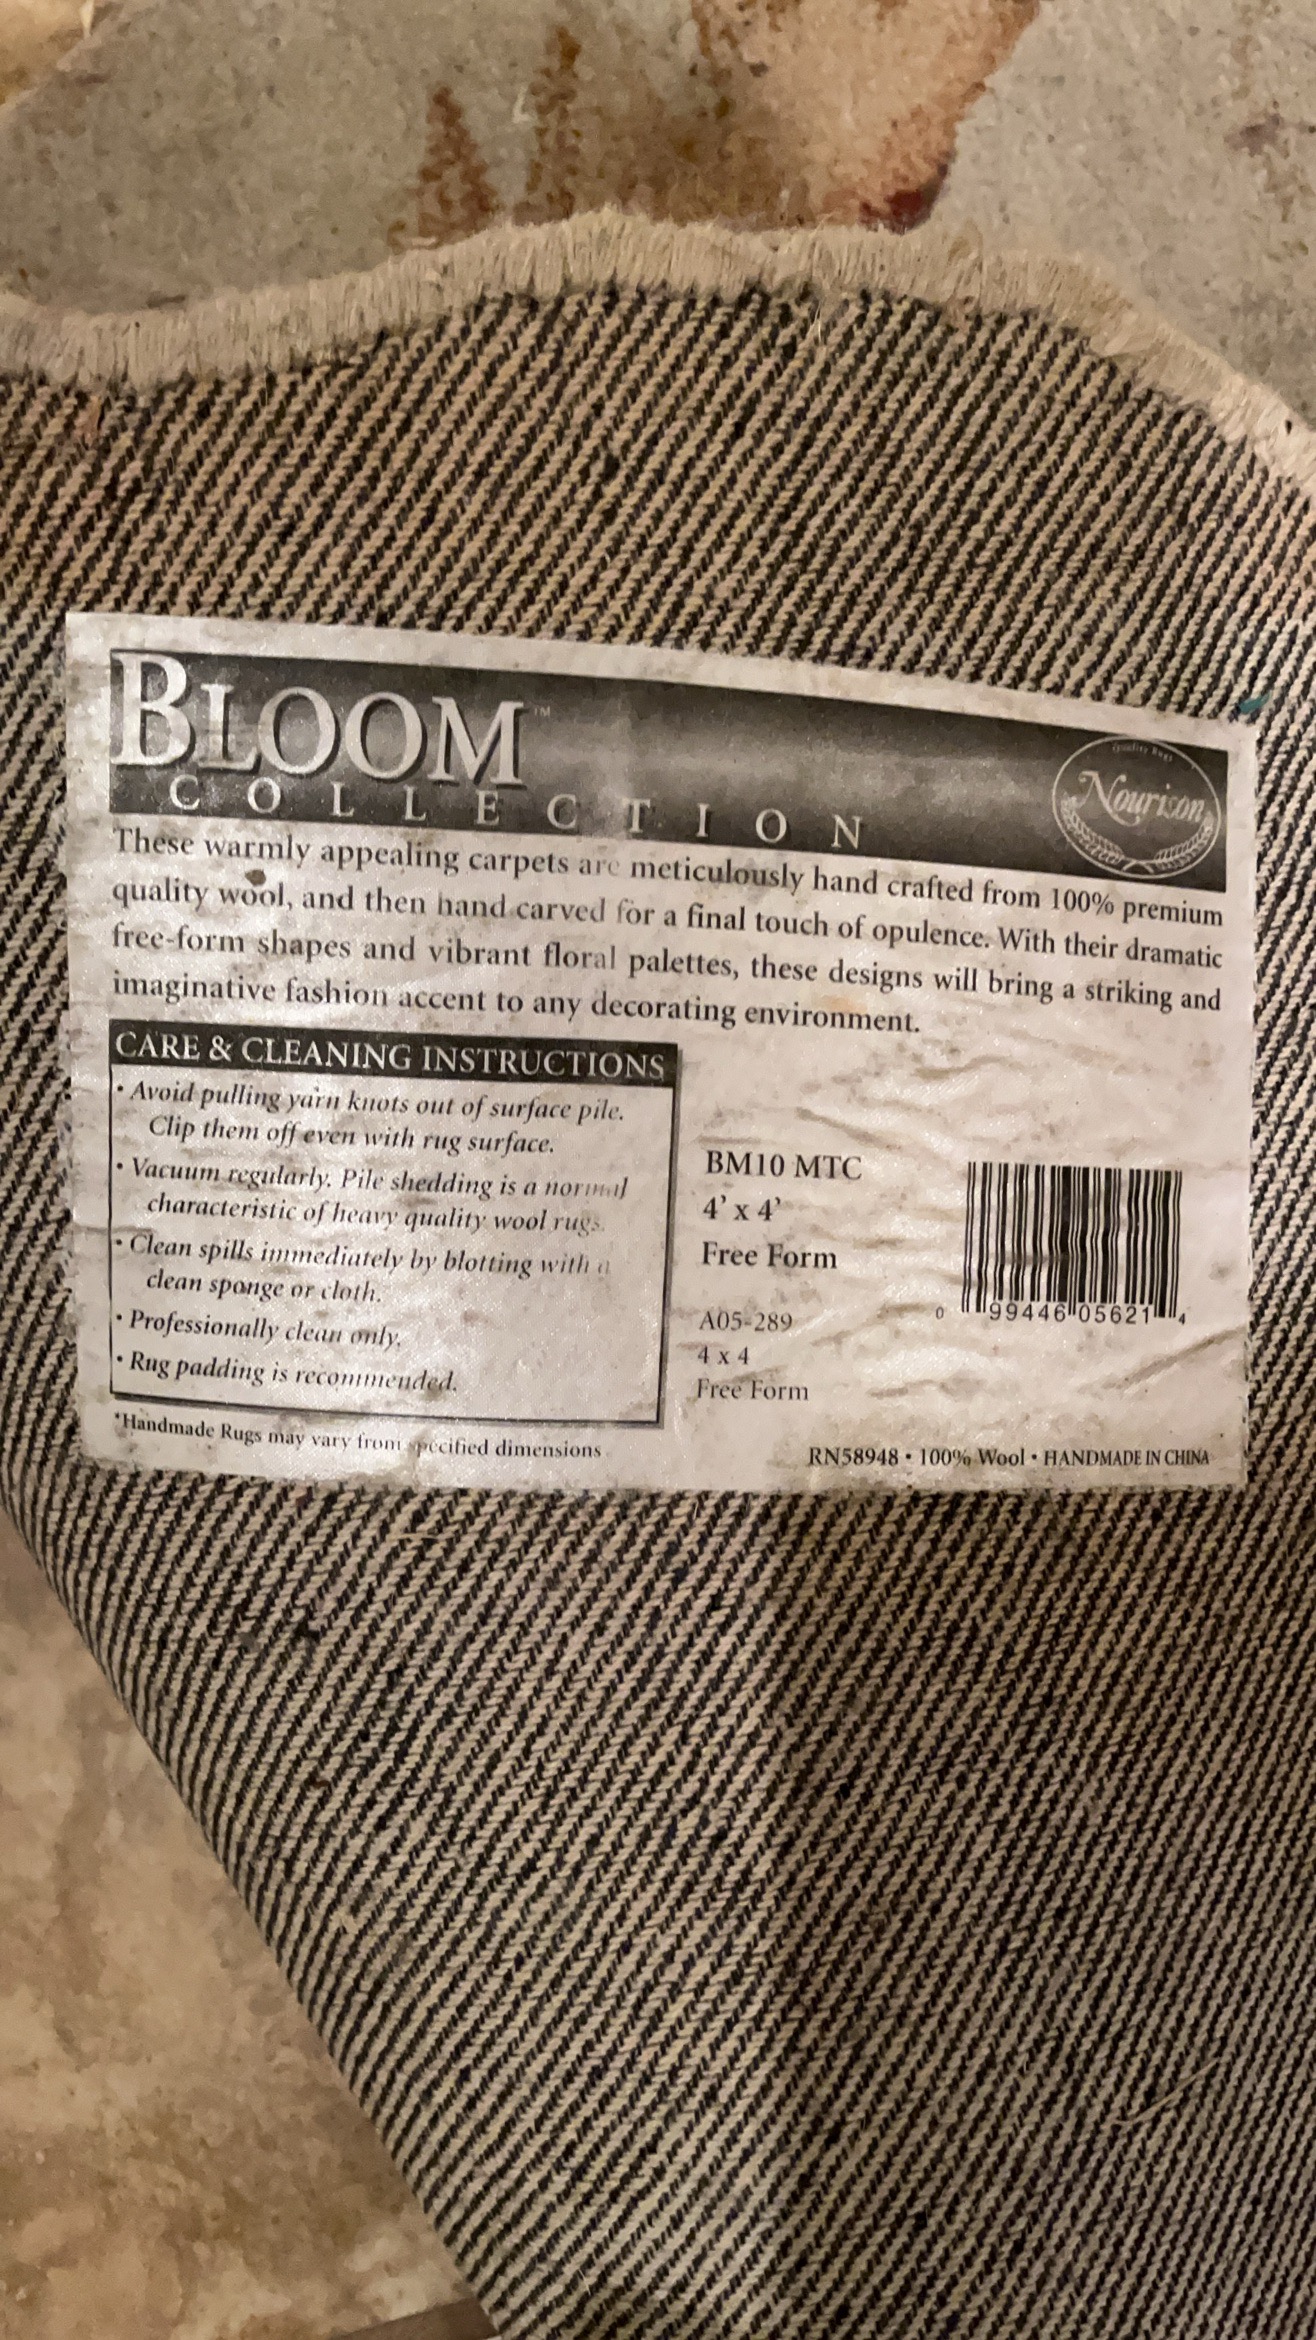 BLOOM™
COLLECTION
Quality Rugs
Nourison
These warmly appealing carpets are meticulously hand crafted from 100% premium
quality wool, and then hand carved for a final touch of opulence. With their dramatic
free-form shapes and vibrant floral palettes, these designs will bring a striking and
imaginative fashion accent to any decorating environment.
CARE & CLEANING INSTRUCTIONS
• Avoid pulling yarn knots out of surface pile.
Clip them off even with rug surface.
• Vacuum regularly. Pile shedding is a normal
characteristic of heavy quality wool rugs.
• Clean spills immediately by blotting with a
clean sponge or cloth.
• Professionally clean only.
• Rug padding is recommended.
*Handmade Rugs may vary from specified dimensions
BM10 MTC
4' x 4'
Free Form
A05-289
4 x 4
Free Form
0 99446 05621 4
RN58948 • 100% Wool • HANDMADE IN CHINA